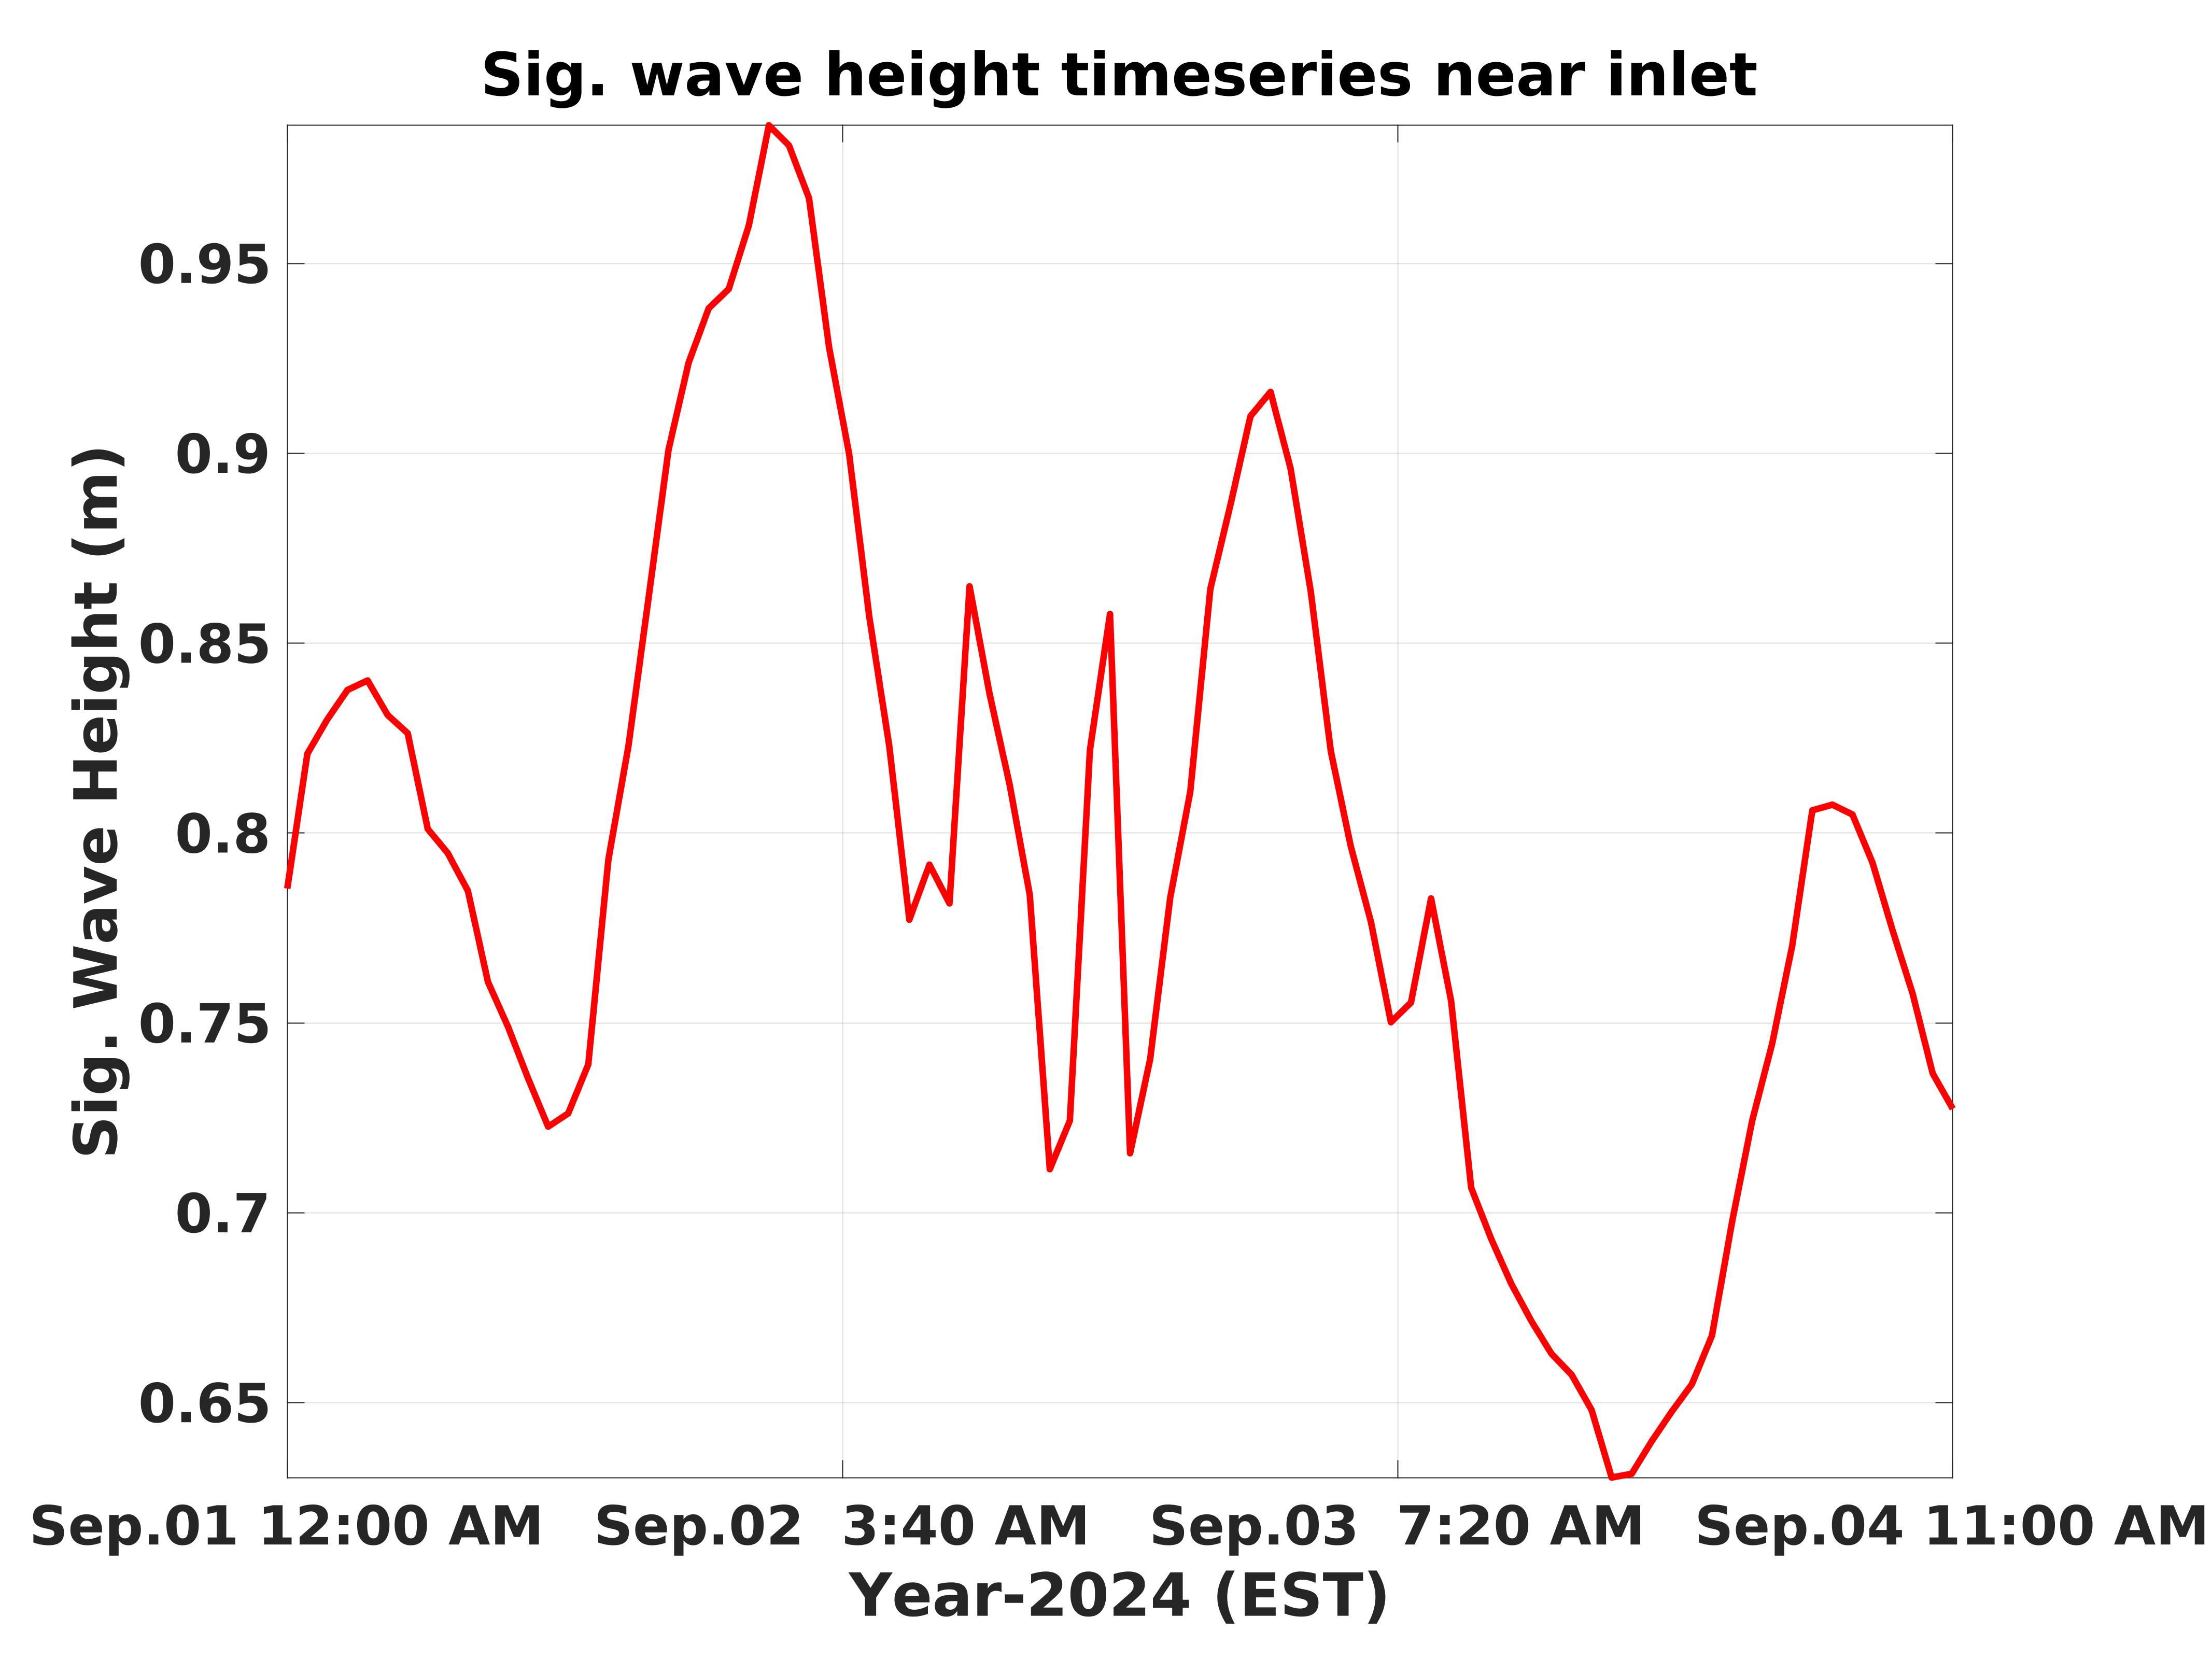 Sig. wave height timeseries near inlet
Sig. Wave Height (m)
0.95
0.9
0.85
0.8
0.75
0.7
0.65
Sep.01 12:00 AM Sep.02 3:40 AM Sep.03 7:20 AM Sep.04 11:00 AM
Year-2024 (EST)